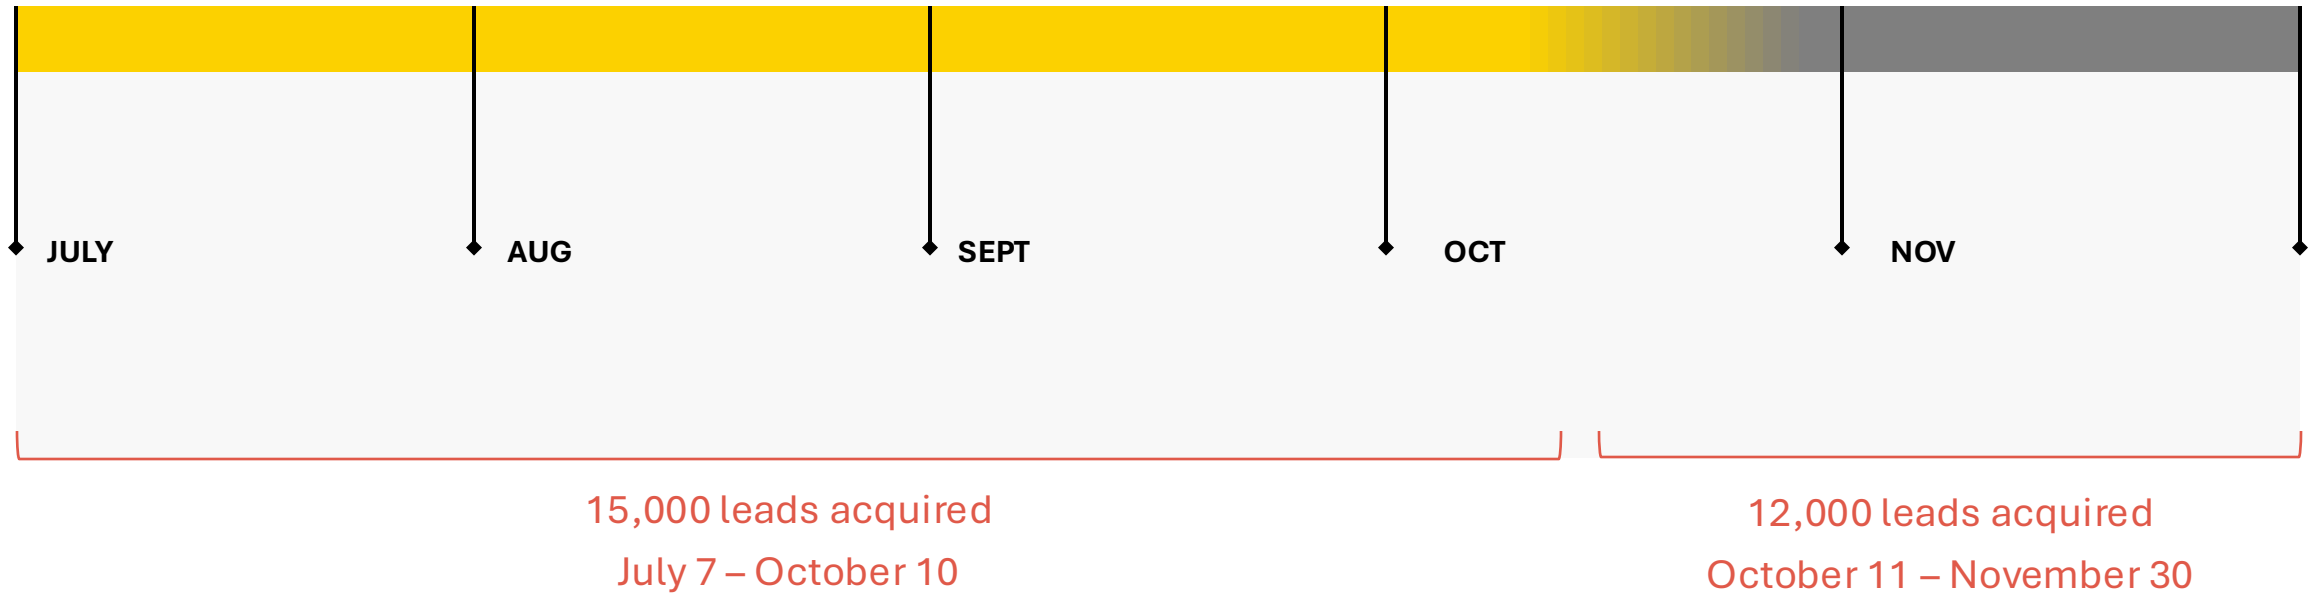 JULY
AUG
SEPT
OCT
NOV
15,000 leads acquired
July 7 – October 10
12,000 leads acquired
October 11 – November 30